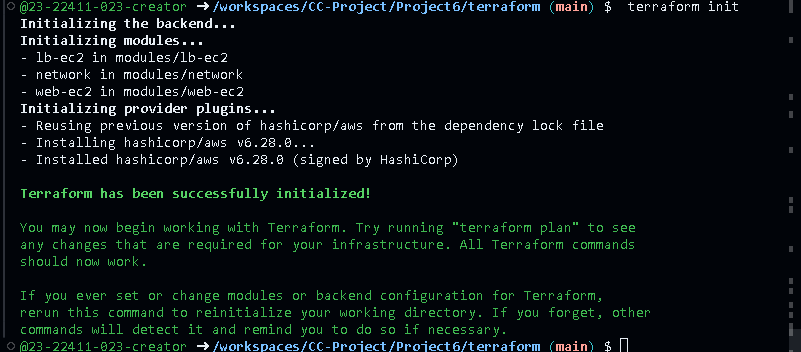 @23-22411-023-creator ➜ /workspaces/CC-Project/Project6/terraform (main) $  terraform init
Initializing the backend...
Initializing modules...
- lb-ec2 in modules/lb-ec2
- network in modules/network
- web-ec2 in modules/web-ec2
Initializing provider plugins...
- Reusing previous version of hashicorp/aws from the dependency lock file
- Installing hashicorp/aws v6.28.0...
- Installed hashicorp/aws v6.28.0 (signed by HashiCorp)
Terraform has been successfully initialized!
You may now begin working with Terraform. Try running "terraform plan" to see
any changes that are required for your infrastructure. All Terraform commands
should now work.
If you ever set or change modules or backend configuration for Terraform,
rerun this command to reinitialize your working directory. If you forget, other
commands will detect it and remind you to do so if necessary.
@23-22411-023-creator ➜ /workspaces/CC-Project/Project6/terraform (main) $